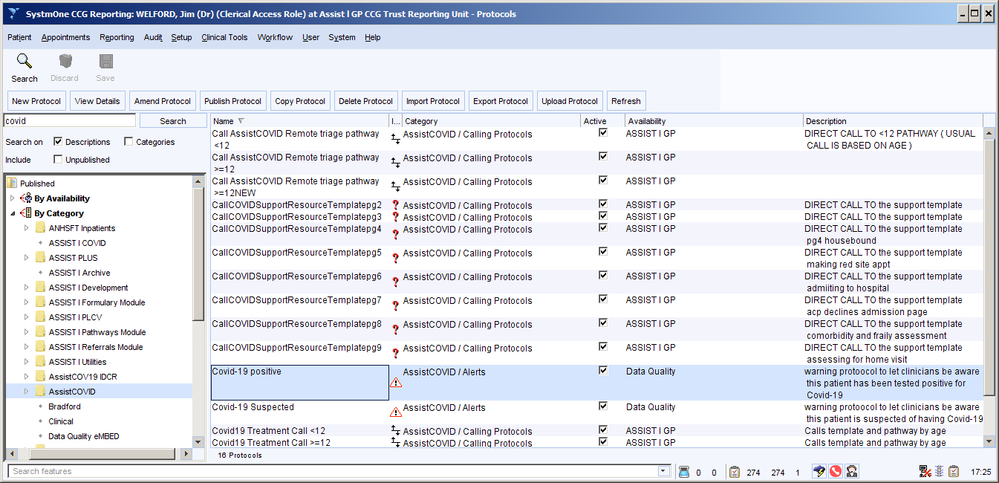 SystmOne CCG Reporting: WELFORD, Jim (Dr) (Clerical Access Role) at Assist I GP CCG Trust Reporting Unit - Protocols
Patient Appointments Reporting Audit Setup Clinical Tools Workflow User System Help
Search Discard Save
New Protocol View Details Amend Protocol Publish Protocol Copy Protocol Delete Protocol Import Protocol Export Protocol Upload Protocol Refresh
covid Search
Search on Descriptions Categories
Include Unpublished
Published
By Availability
By Category
ANHSFT Inpatients
ASSIST I COVID
ASSIST PLUS
ASSIST I Archive
ASSIST I Development
ASSIST I Formulary Module
ASSIST I PLCV
ASSIST I Pathways Module
ASSIST I Referrals Module
ASSIST I Utilities
AssistCOV19 IDCR
AssistCOVID
Bradford
Clinical
Data Quality eMBED
Name I... Category Active Availability Description
Call AssistCOVID Remote triage pathway AssistCOVID / Calling Protocols ASSIST I GP DIRECT CALL TO <12 PATHWAY ( USUAL
<12 CALL IS BASED ON AGE )
Call AssistCOVID Remote triage pathway AssistCOVID / Calling Protocols ASSIST I GP
>=12
Call AssistCOVID Remote triage pathway AssistCOVID / Calling Protocols ASSIST I GP
>=12NEW
CallCOVIDSupportResourceTemplatepg2 AssistCOVID / Calling Protocols ASSIST I GP DIRECT CALL TO the support template
CallCOVIDSupportResourceTemplatepg3 AssistCOVID / Calling Protocols ASSIST I GP DIRECT CALL TO the support template
CallCOVIDSupportResourceTemplatepg4 AssistCOVID / Calling Protocols ASSIST I GP DIRECT CALL TO the support template
pg4 housebound
CallCOVIDSupportResourceTemplatepg5 AssistCOVID / Calling Protocols ASSIST I GP DIRECT CALL TO the support template
making red site appt
CallCOVIDSupportResourceTemplatepg6 AssistCOVID / Calling Protocols ASSIST I GP DIRECT CALL TO the support template
admiiting to hospital
CallCOVIDSupportResourceTemplatepg7 AssistCOVID / Calling Protocols ASSIST I GP DIRECT CALL TO the support template
acp declines admission page
CallCOVIDSupportResourceTemplatepg8 AssistCOVID / Calling Protocols ASSIST I GP DIRECT CALL TO the support template
comorbidity and fraily assessment
CallCOVIDSupportResourceTemplatepg9 AssistCOVID / Calling Protocols ASSIST I GP DIRECT CALL TO the support template
assessing for home visit
Covid-19 positive AssistCOVID / Alerts Data Quality warning protoocol to let clinicians be aware
this patient has been tested positive for
Covid-19
Covid-19 Suspected AssistCOVID / Alerts Data Quality warning protoocol to let clinicians be aware
this patient is suspected of having Covid-19
Covid19 Treatment Call <12 AssistCOVID / Calling Protocols ASSIST I GP Calls template and pathway by age
Covid19 Treatment Call >=12 AssistCOVID / Calling Protocols ASSIST I GP Calls template and pathway by age
16 Protocols
Search features 0 0 274 274 1 17:25